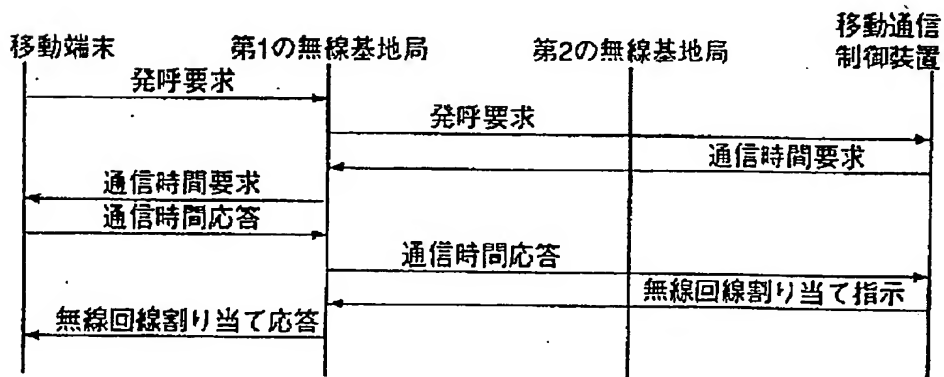 移動端末
第1の無線基地局
第2の無線基地局
移動通信
制御装置
発呼要求
発呼要求
通信時間要求
通信時間要求
通信時間応答
通信時間応答
無線回線割り当て指示
無線回線割り当て応答